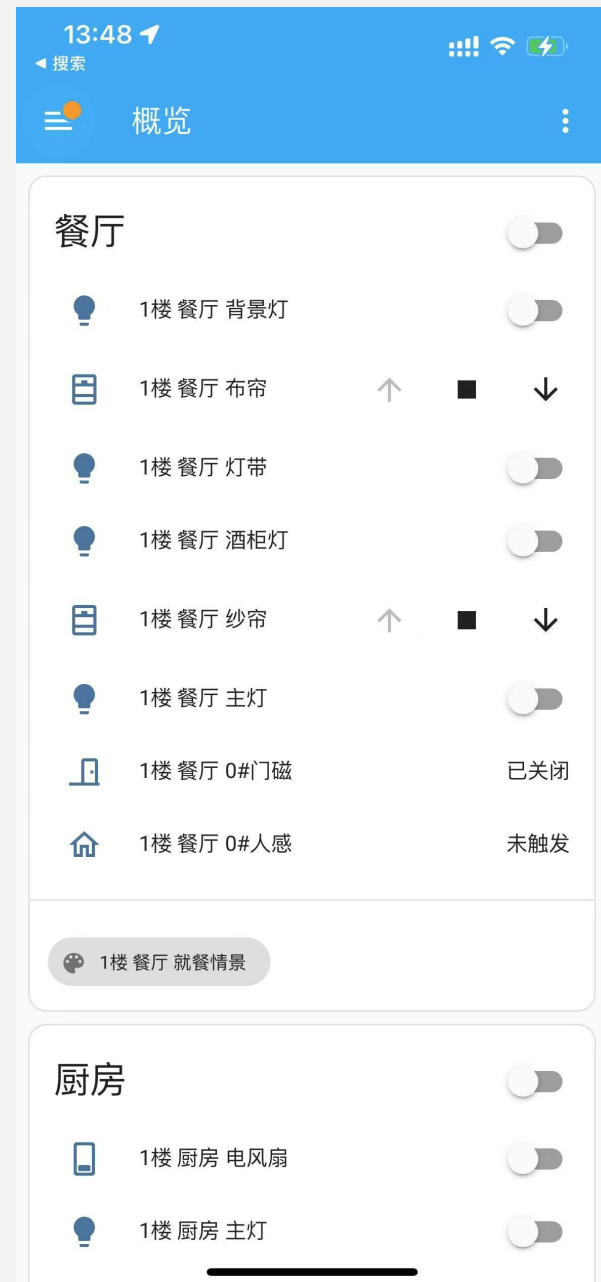 13:48
◀ 搜索
概览
餐厅
1楼 餐厅 背景灯
1楼 餐厅 布帘
1楼 餐厅 灯带
1楼 餐厅 酒柜灯
1楼 餐厅 纱帘
1楼 餐厅 主灯
1楼 餐厅 0#门磁 已关闭
1楼 餐厅 0#人感 未触发
1楼 餐厅 就餐情景
厨房
1楼 厨房 电风扇
1楼 厨房 主灯